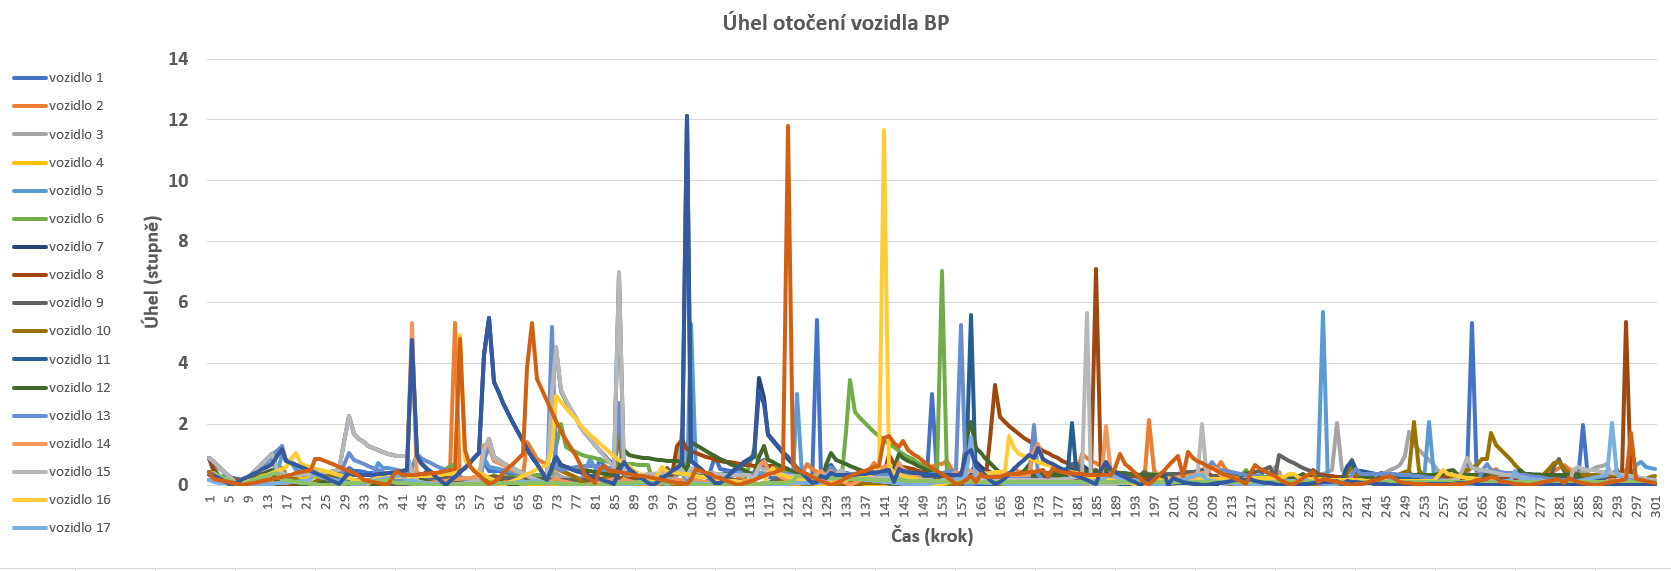 Úhel otočení vozidla BP
vozidlo 1
vozidlo 2
vozidlo 3
vozidlo 4
vozidlo 5
vozidlo 6
vozidlo 7
vozidlo 8
vozidlo 9
vozidlo 10
vozidlo 11
vozidlo 12
vozidlo 13
vozidlo 14
vozidlo 15
vozidlo 16
vozidlo 17
Úhel (stupně)
14
12
10
8
6
4
2
0
1 5 9 13 17 21 25 29 33 37 41 45 49 53 57 61 65 69 73 77 81 85 89 93 97 101 105 109 113 117 121 125 129 133 137 141 145 149 153 157 161 165 169 173 177 181 185 189 193 197 201 205 209 213 217 221 225 229 233 237 241 245 249 253 257 261 265 269 273 277 281 285 289 293 297 301
Čas (krok)